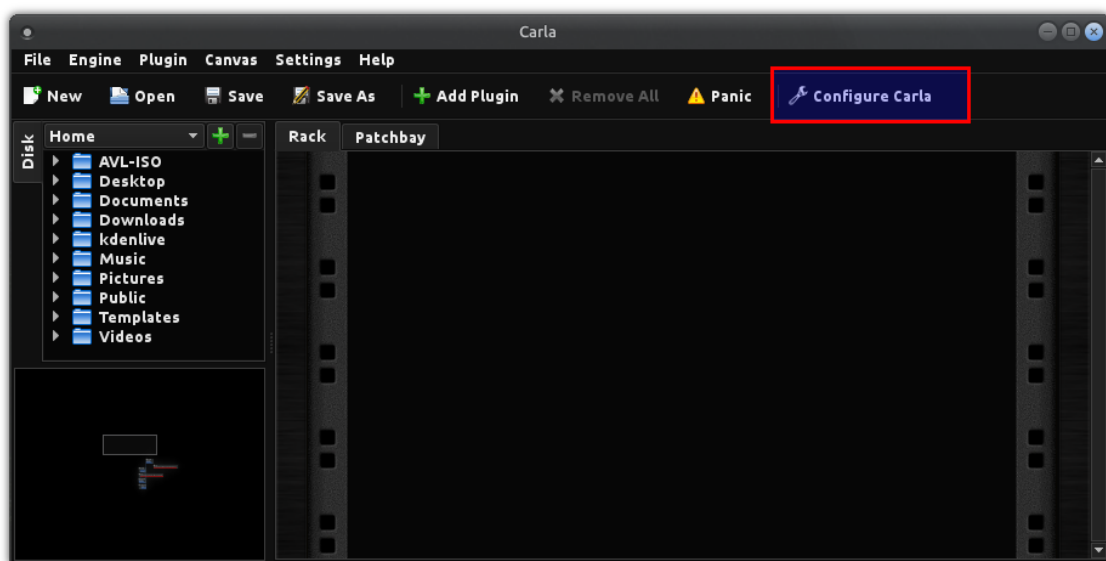 Carla
File Engine Plugin Canvas Settings Help
New Open Save Save As Add Plugin Remove All Panic Configure Carla
Disk
Home
AVL-ISO
Desktop
Documents
Downloads
kdenlive
Music
Pictures
Public
Templates
Videos
Rack Patchbay